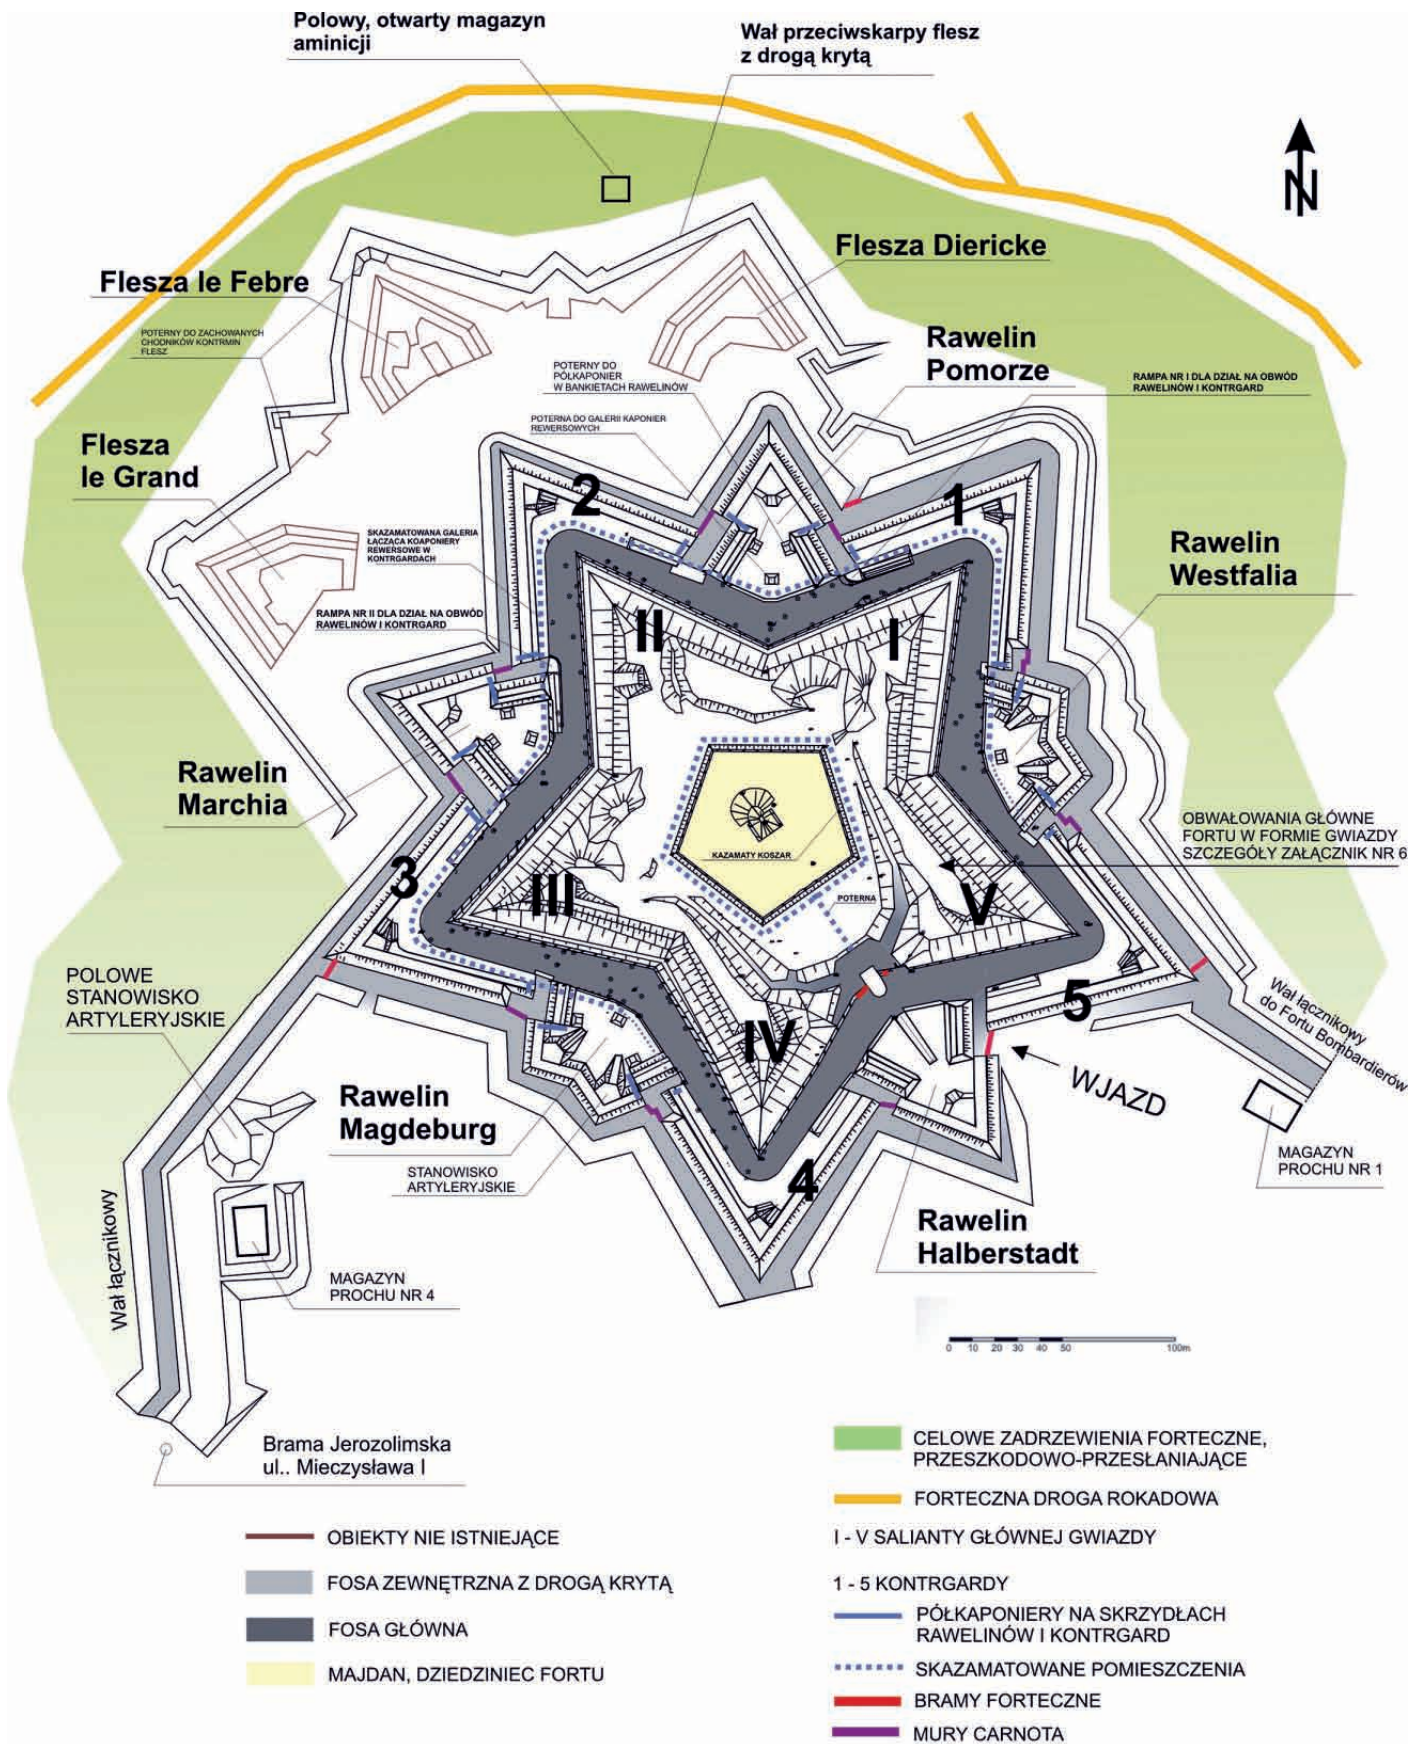 Polowy, otwarty magazyn
aminicji
Wał przeciwskarpy flesz
z drogą krytą
N
Flesza Diericke
Flesza le Febre
POTERNY DO ZACHOWANYCH
CHODNIKÓW KONTRMIN
FLESZ
Rawelin
Pomorze
POTERNY DO
PÓŁKAPONIER
W BANKIETACH RAWELINÓW
RAMPA NR I DLA DZIAŁ NA OBWÓD
RAWELINÓW I KONTRGARD
POTERNA DO GALERII KAPONIER
REWERSOWYCH
Flesza
le Grand
2
1
SKAZAMATOWANA GALERIA
ŁĄCZĄCA KOAPONIERY
REWERSOWE W
KONTRGARDACH
Rawelin
Westfalia
RAMPA NR II DLA DZIAŁ NA OBWÓD
RAWELINÓW I KONTRGARD
II
I
Rawelin
Marchia
OBWAŁOWANIA GŁÓWNE
FORTU W FORMIE GWIAZDY
SZCZEGÓŁY ZAŁĄCZNIK NR 6
KAZAMATY KOSZAR
3
III
POTERNA
V
POLOWE
STANOWISKO
ARTYLERYJSKIE
5
Wał łącznikowy
do Fortu Bombardierów
IV
WJAZD
Rawelin
Magdeburg
STANOWISKO
ARTYLERYJSKIE
4
MAGAZYN
PROCHU NR 1
Rawelin
Halberstadt
Wał łącznikowy
MAGAZYN
PROCHU NR 4
0 10 20 30 40 50 100m
Brama Jerozolimska
ul.. Mieczysława I
OBIEKTY NIE ISTNIEJĄCE
FOSA ZEWNĘTRZNA Z DROGĄ KRYTĄ
FOSA GŁÓWNA
MAJDAN, DZIEDZINIEC FORTU
CELOWE ZADRZEWIENIA FORTECZNE,
PRZESZKODOWO-PRZESŁANIAJĄCE
FORTECZNA DROGA ROKADOWA
I - V SALIANTY GŁÓWNEJ GWIAZDY
1 - 5 KONTRGARDY
PÓŁKAPONIERY NA SKRZYDŁACH
RAWELINÓW I KONTRGARD
SKAZAMATOWANE POMIESZCZENIA
BRAMY FORTECZNE
MURY CARNOTA